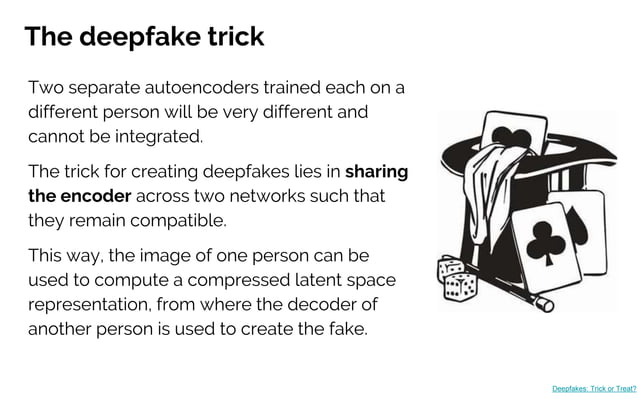 The deepfake trick
Two separate autoencoders trained each on a
different person will be very different and
cannot be integrated.
The trick for creating deepfakes lies in sharing
the encoder across two networks such that
they remain compatible.
This way, the image of one person can be
used to compute a compressed latent space
representation, from where the decoder of
another person is used to create the fake.
Deepfakes: Trick or Treat?